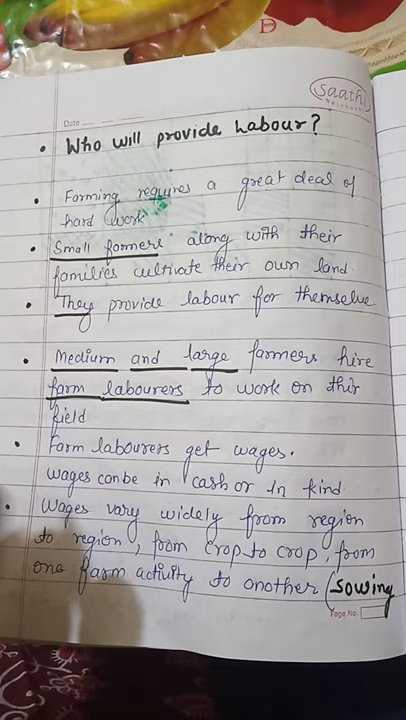 Saathi
Notebooks
Date
• Who will provide Labour?
• Farming requires a great deal of
hard work
• Small farmers along with their
families cultivate their own land.
• They provide labour for themselve
• Medium and large farmers hire
farm labourers to work on thir
field
• Farm labourers get wages.
Wages can be in cash or in kind.
• Wages vary widely from region
to region, from crop to crop, from
one farm activity to another (sowing
Page No.